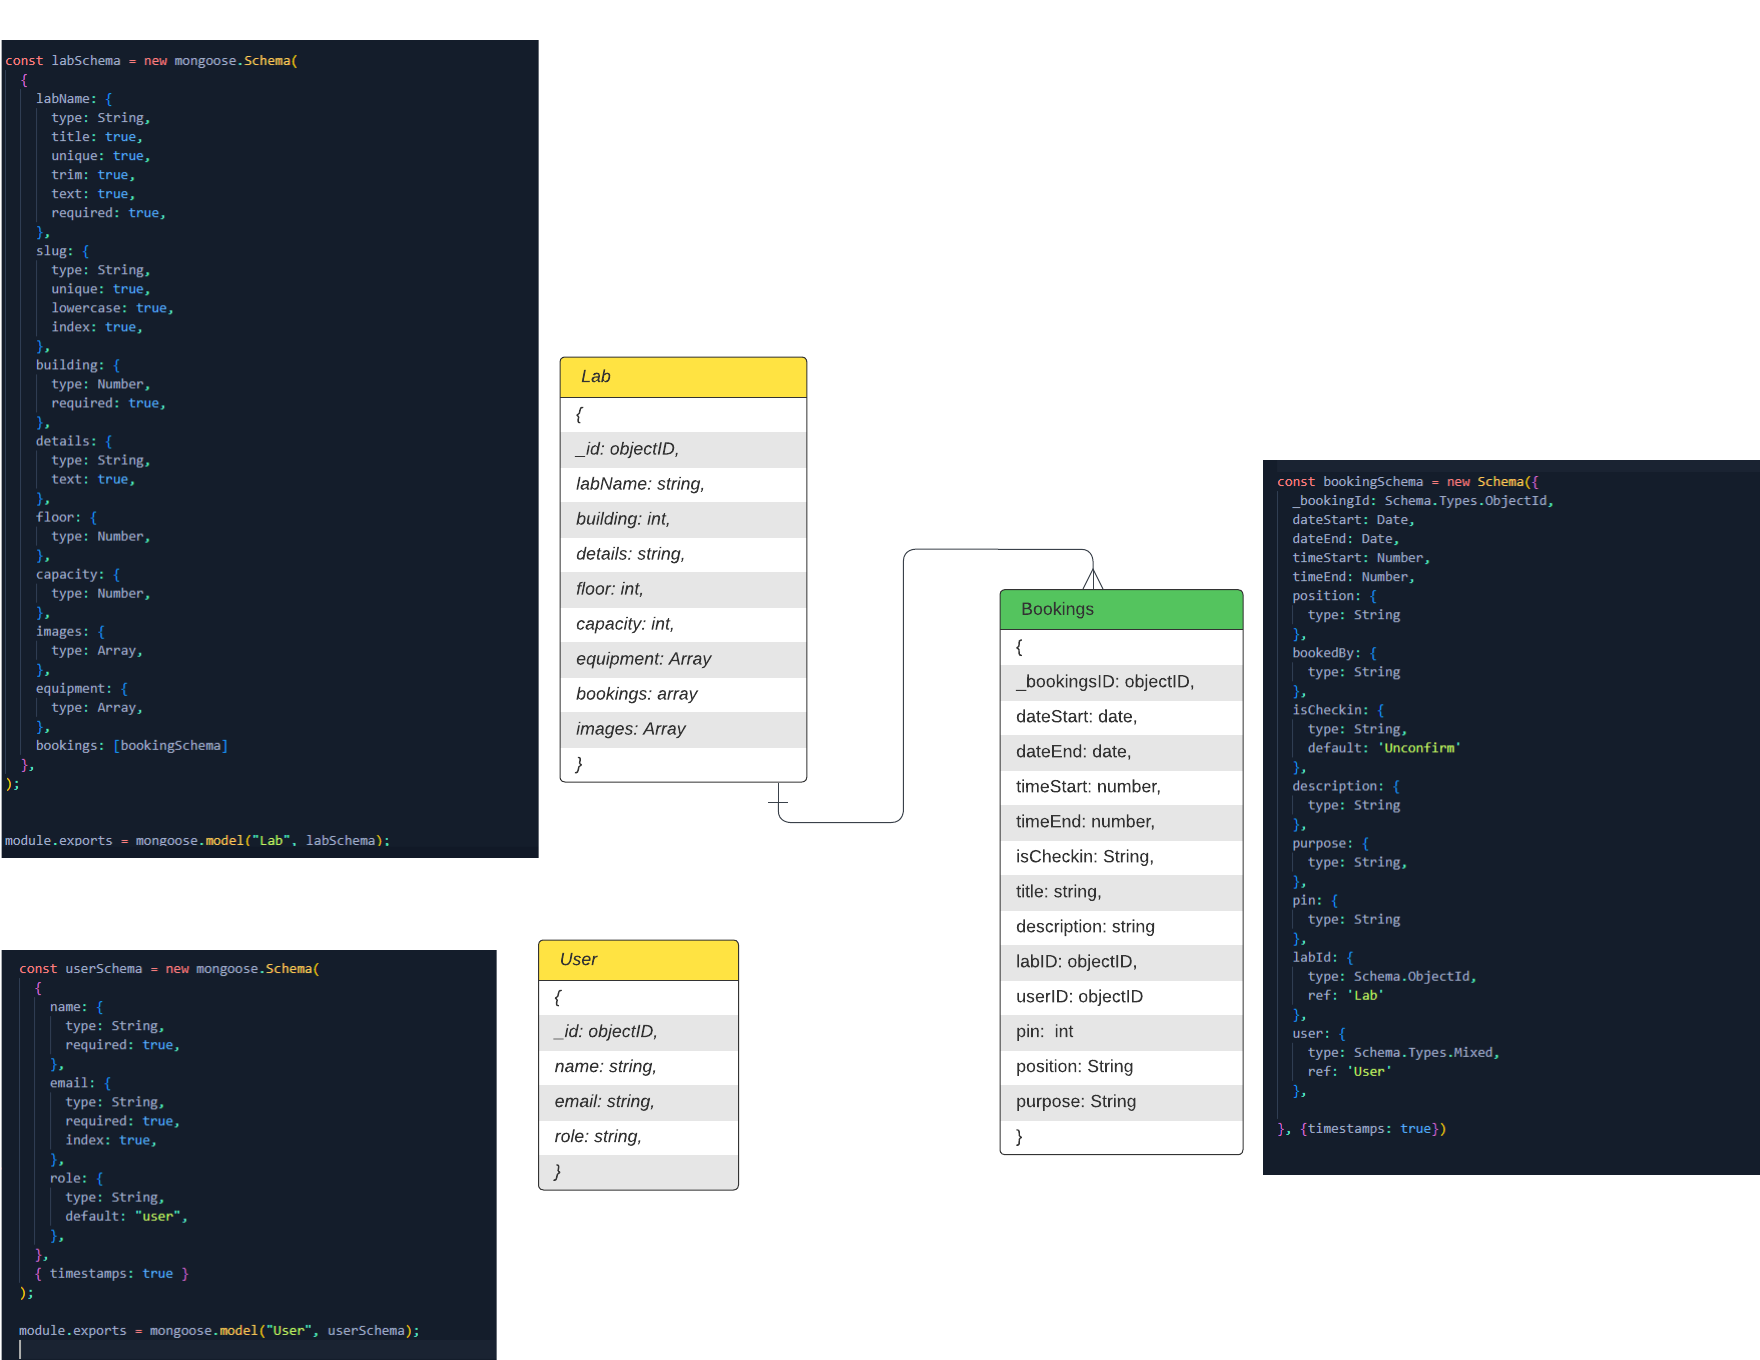 const labSchema = new mongoose.Schema(
{
labName: {
type: String,
title: true,
unique: true,
trim: true,
text: true,
required: true,
},
slug: {
type: String,
unique: true,
lowercase: true,
index: true,
},
building: {
type: Number,
required: true,
},
details: {
type: String,
text: true,
},
floor: {
type: Number,
},
capacity: {
type: Number,
},
images: {
type: Array,
},
equipment: {
type: Array,
},
bookings: [bookingSchema]
},
);
module.exports = mongoose.model("Lab", labSchema);
Lab
{
_id: objectID,
labName: string,
building: int,
details: string,
floor: int,
capacity: int,
equipment: Array
bookings: array
images: Array
}
Bookings
{
_bookingsID: objectID,
dateStart: date,
dateEnd: date,
timeStart: number,
timeEnd: number,
isCheckin: String,
title: string,
description: string
labID: objectID,
userID: objectID
pin:  int
position: String
purpose: String
}
const bookingSchema = new Schema({
_bookingId: Schema.Types.ObjectId,
dateStart: Date,
dateEnd: Date,
timeStart: Number,
timeEnd: Number,
position: {
type: String
},
bookedBy: {
type: String
},
isCheckin: {
type: String,
default: 'Unconfirm'
},
description: {
type: String
},
purpose: {
type: String,
},
pin: {
type: String
},
labId: {
type: Schema.ObjectId,
ref: 'Lab'
},
user: {
type: Schema.Types.Mixed,
ref: 'User'
},
}, {timestamps: true})
const userSchema = new mongoose.Schema(
{
name: {
type: String,
required: true,
},
email: {
type: String,
required: true,
index: true,
},
role: {
type: String,
default: "user",
},
},
{ timestamps: true }
);
module.exports = mongoose.model("User", userSchema);
User
{
_id: objectID,
name: string,
email: string,
role: string,
}